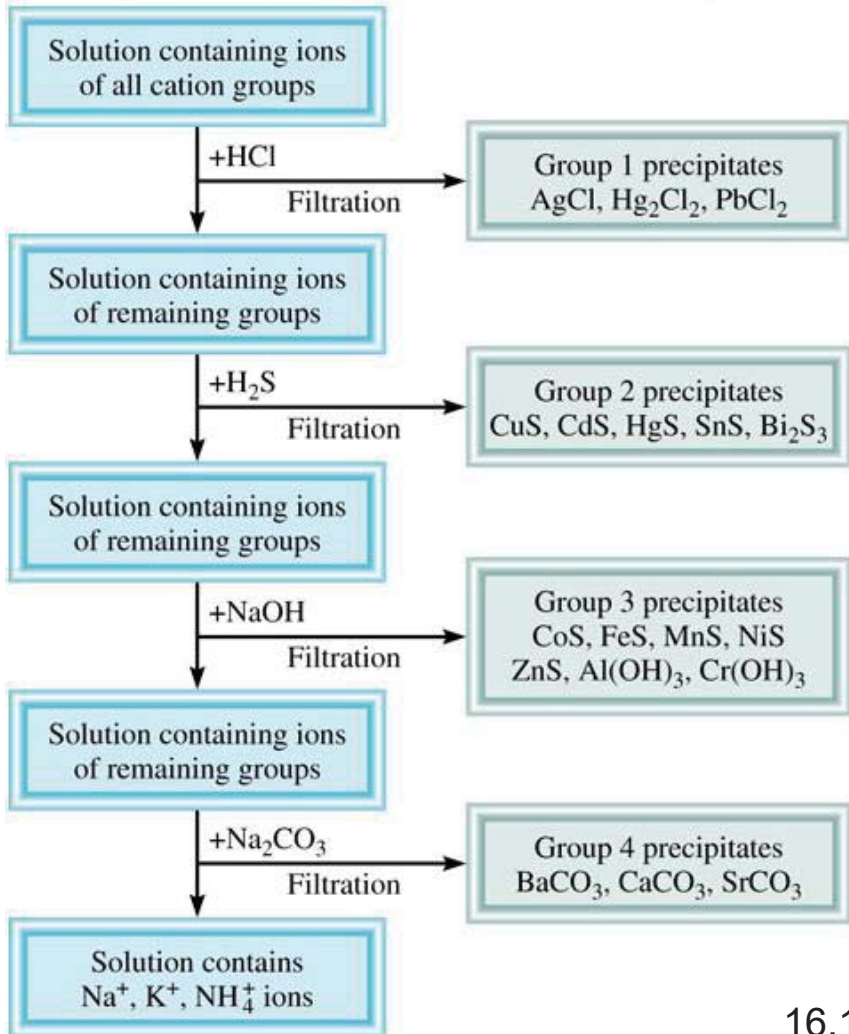 Solution containing ions
of all cation groups
+HCl
Filtration
Group 1 precipitates
AgCl, Hg₂Cl₂, PbCl₂
Solution containing ions
of remaining groups
+H₂S
Filtration
Group 2 precipitates
CuS, CdS, HgS, SnS, Bi₂S₃
Solution containing ions
of remaining groups
+NaOH
Filtration
Group 3 precipitates
CoS, FeS, MnS, NiS
ZnS, Al(OH)₃, Cr(OH)₃
Solution containing ions
of remaining groups
+Na₂CO₃
Filtration
Group 4 precipitates
BaCO₃, CaCO₃, SrCO₃
Solution contains
Na⁺, K⁺, NH₄⁺ ions
16.1